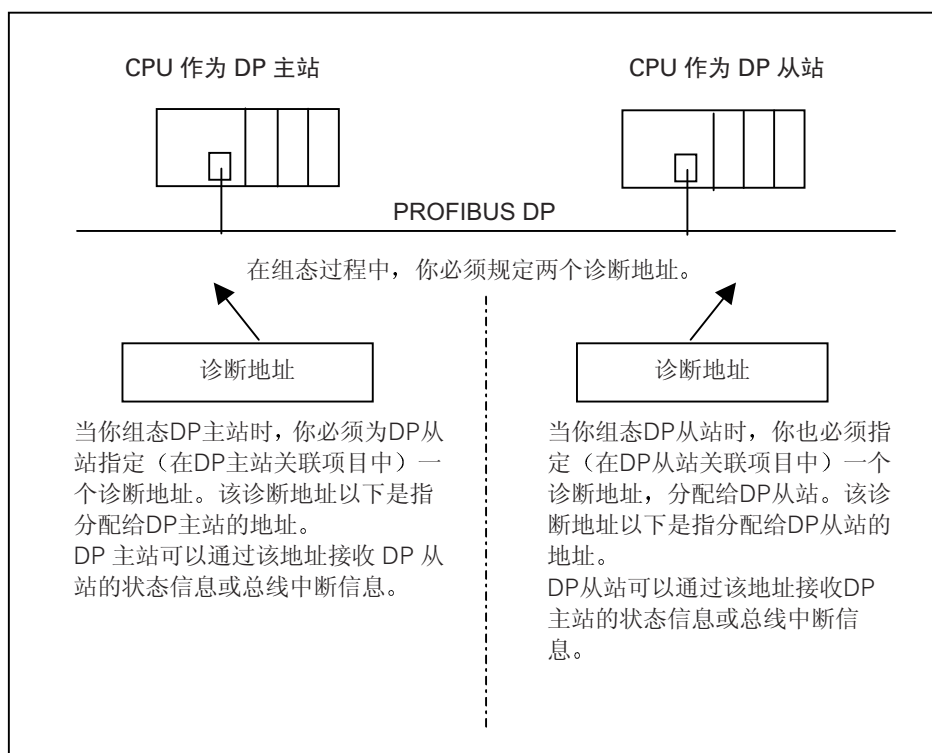 CPU 作为 DP 主站
CPU 作为 DP 从站
PROFIBUS DP
在组态过程中，你必须规定两个诊断地址。
诊断地址
当你组态DP主站时，你必须为DP从
站指定（在DP主站关联项目中）一
个诊断地址。该诊断地址以下是指
分配给DP主站的地址。
DP 主站可以通过该地址接收 DP 从
站的状态信息或总线中断信息。
诊断地址
当你组态DP从站时，你也必须指
定（在DP从站关联项目中）一个
诊断地址，分配给DP从站。该诊
断地址以下是指分配给DP从站的
地址。
DP从站可以通过该地址接收DP
主站的状态信息或总线中断信
息。